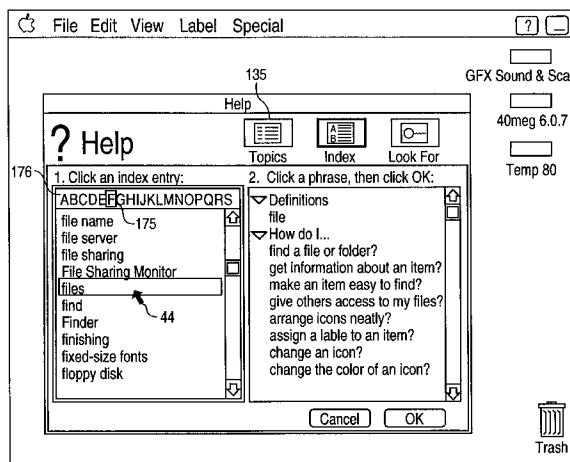 File Edit View Label Special ?
135
GFX Sound & Sca
40meg 6.0.7
Temp 80
Help
? Help
Topics Index Look For
A
B
176
1. Click an index entry:
ABCDEFGHIJKLMNOPQRS
175
file name
file server
file sharing
File Sharing Monitor
files
find
Finder
finishing
fixed-size fonts
floppy disk
44
2. Click a phrase, then click OK:
Definitions
file
How do I...
find a file or folder?
get information about an Item?
make an item easy to find?
give others access to my files?
arrange icons neatly?
assign a lable to an item?
change an icon?
change the color of an icon?
Cancel OK
Trash